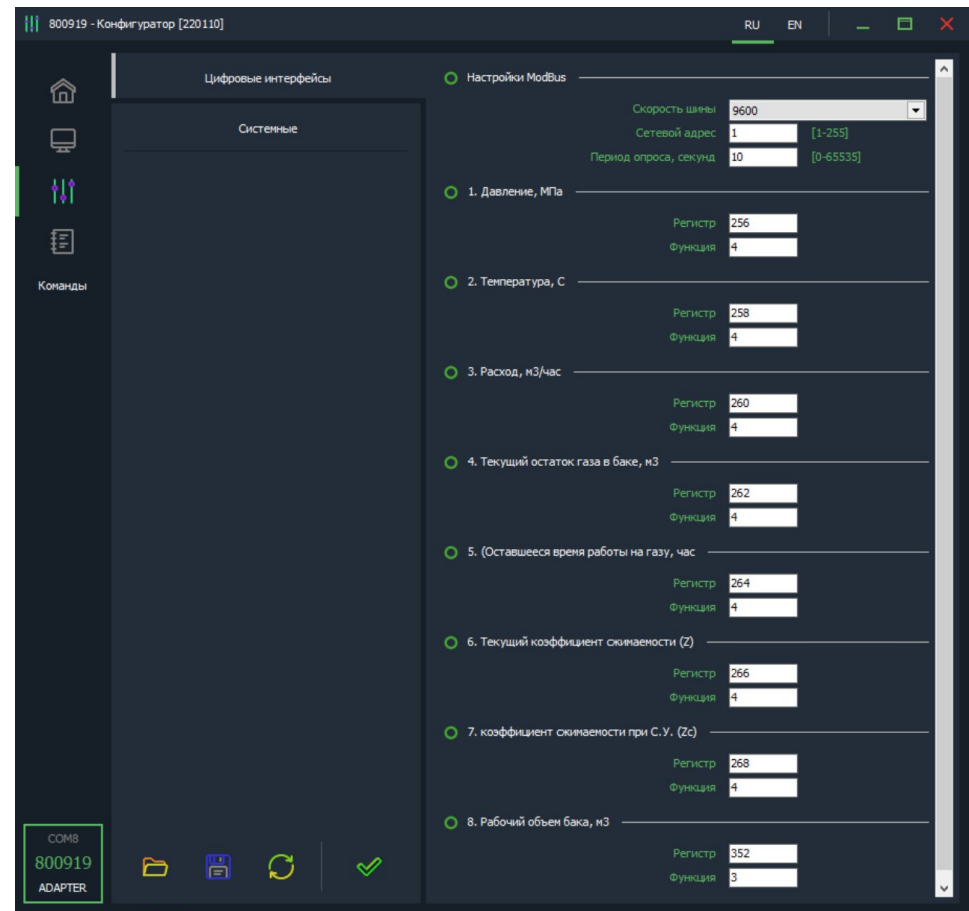 800919 - Конфигуратор [220110]
RU
EN
Цифровые интерфейсы
Системные
Команды
Настройки ModBus
Скорость шины 9600
Сетевой адрес 1 [1-255]
Период опроса, секунд 10 [0-65535]
1. Давление, МПа
Регистр 256
Функция 4
2. Температура, С
Регистр 258
Функция 4
3. Расход, м3/час
Регистр 260
Функция 4
4. Текущий остаток газа в баке, м3
Регистр 262
Функция 4
5. (Оставшееся время работы на газу, час
Регистр 264
Функция 4
6. Текущий коэффициент сжимаемости (Z)
Регистр 266
Функция 4
7. коэффициент сжимаемости при С.У. (Zc)
Регистр 268
Функция 4
8. Рабочий объем бака, м3
Регистр 352
Функция 3
COM8
800919
ADAPTER